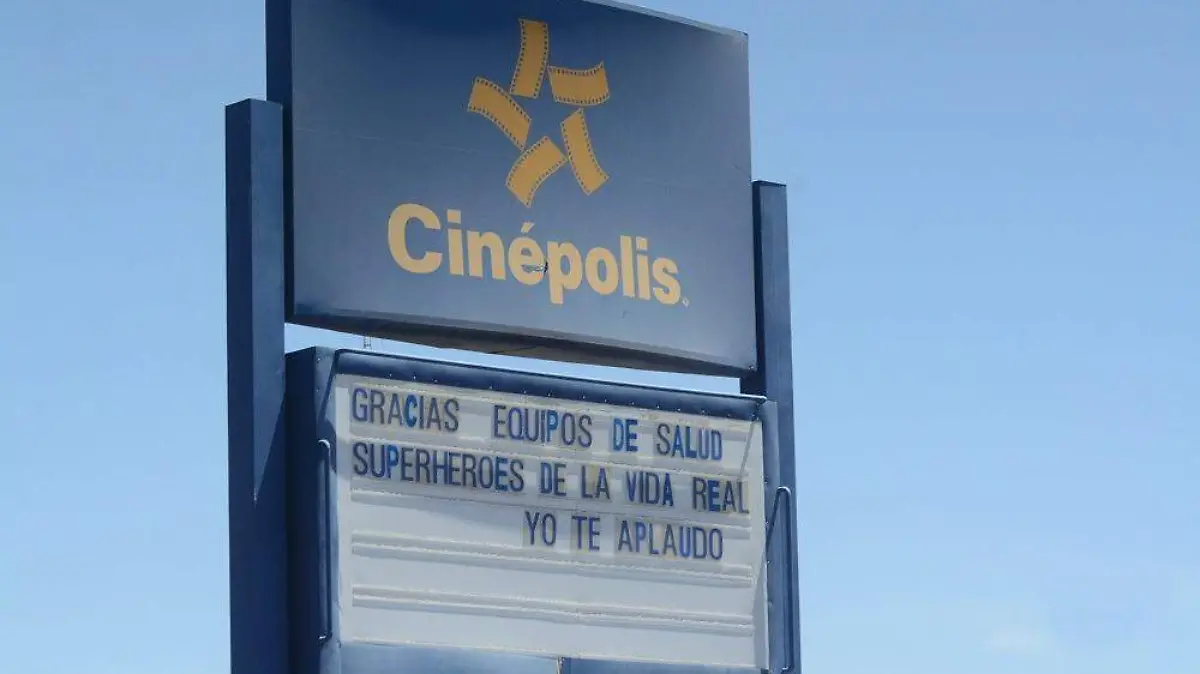 Cinépolis
GRACIAS EQUIPOS DE SALUD
SUPERHEROES DE LA VIDA REAL
YO TE APLAUDO